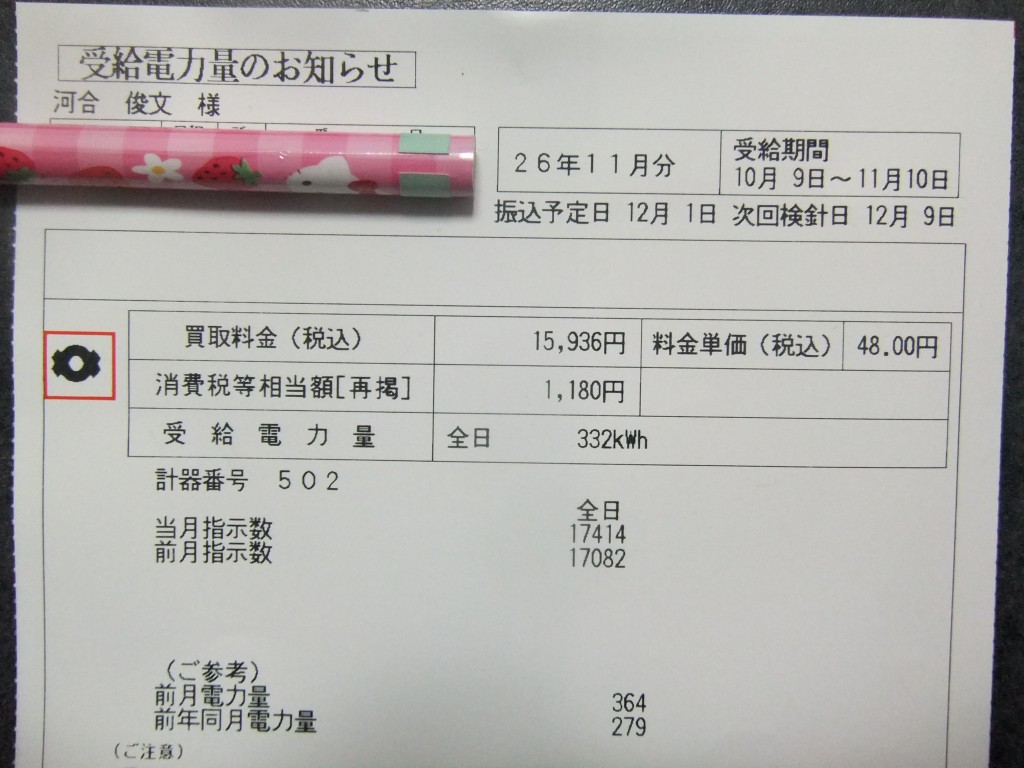 受給電力量のお知らせ
河合 俊文 様
26年11月分
受給期間
10月 9日～11月10日
振込予定日 12月 1日 次回検針日 12月 9日
買取料金（税込） 15,936円 料金単価（税込） 48.00円
消費税等相当額[再掲] 1,180円
受 給 電 力 量 全日 332kWh
計器番号 502
全日
当月指示数 17414
前月指示数 17082
（ご参考）
前月電力量 364
前年同月電力量 279
（ご注意）